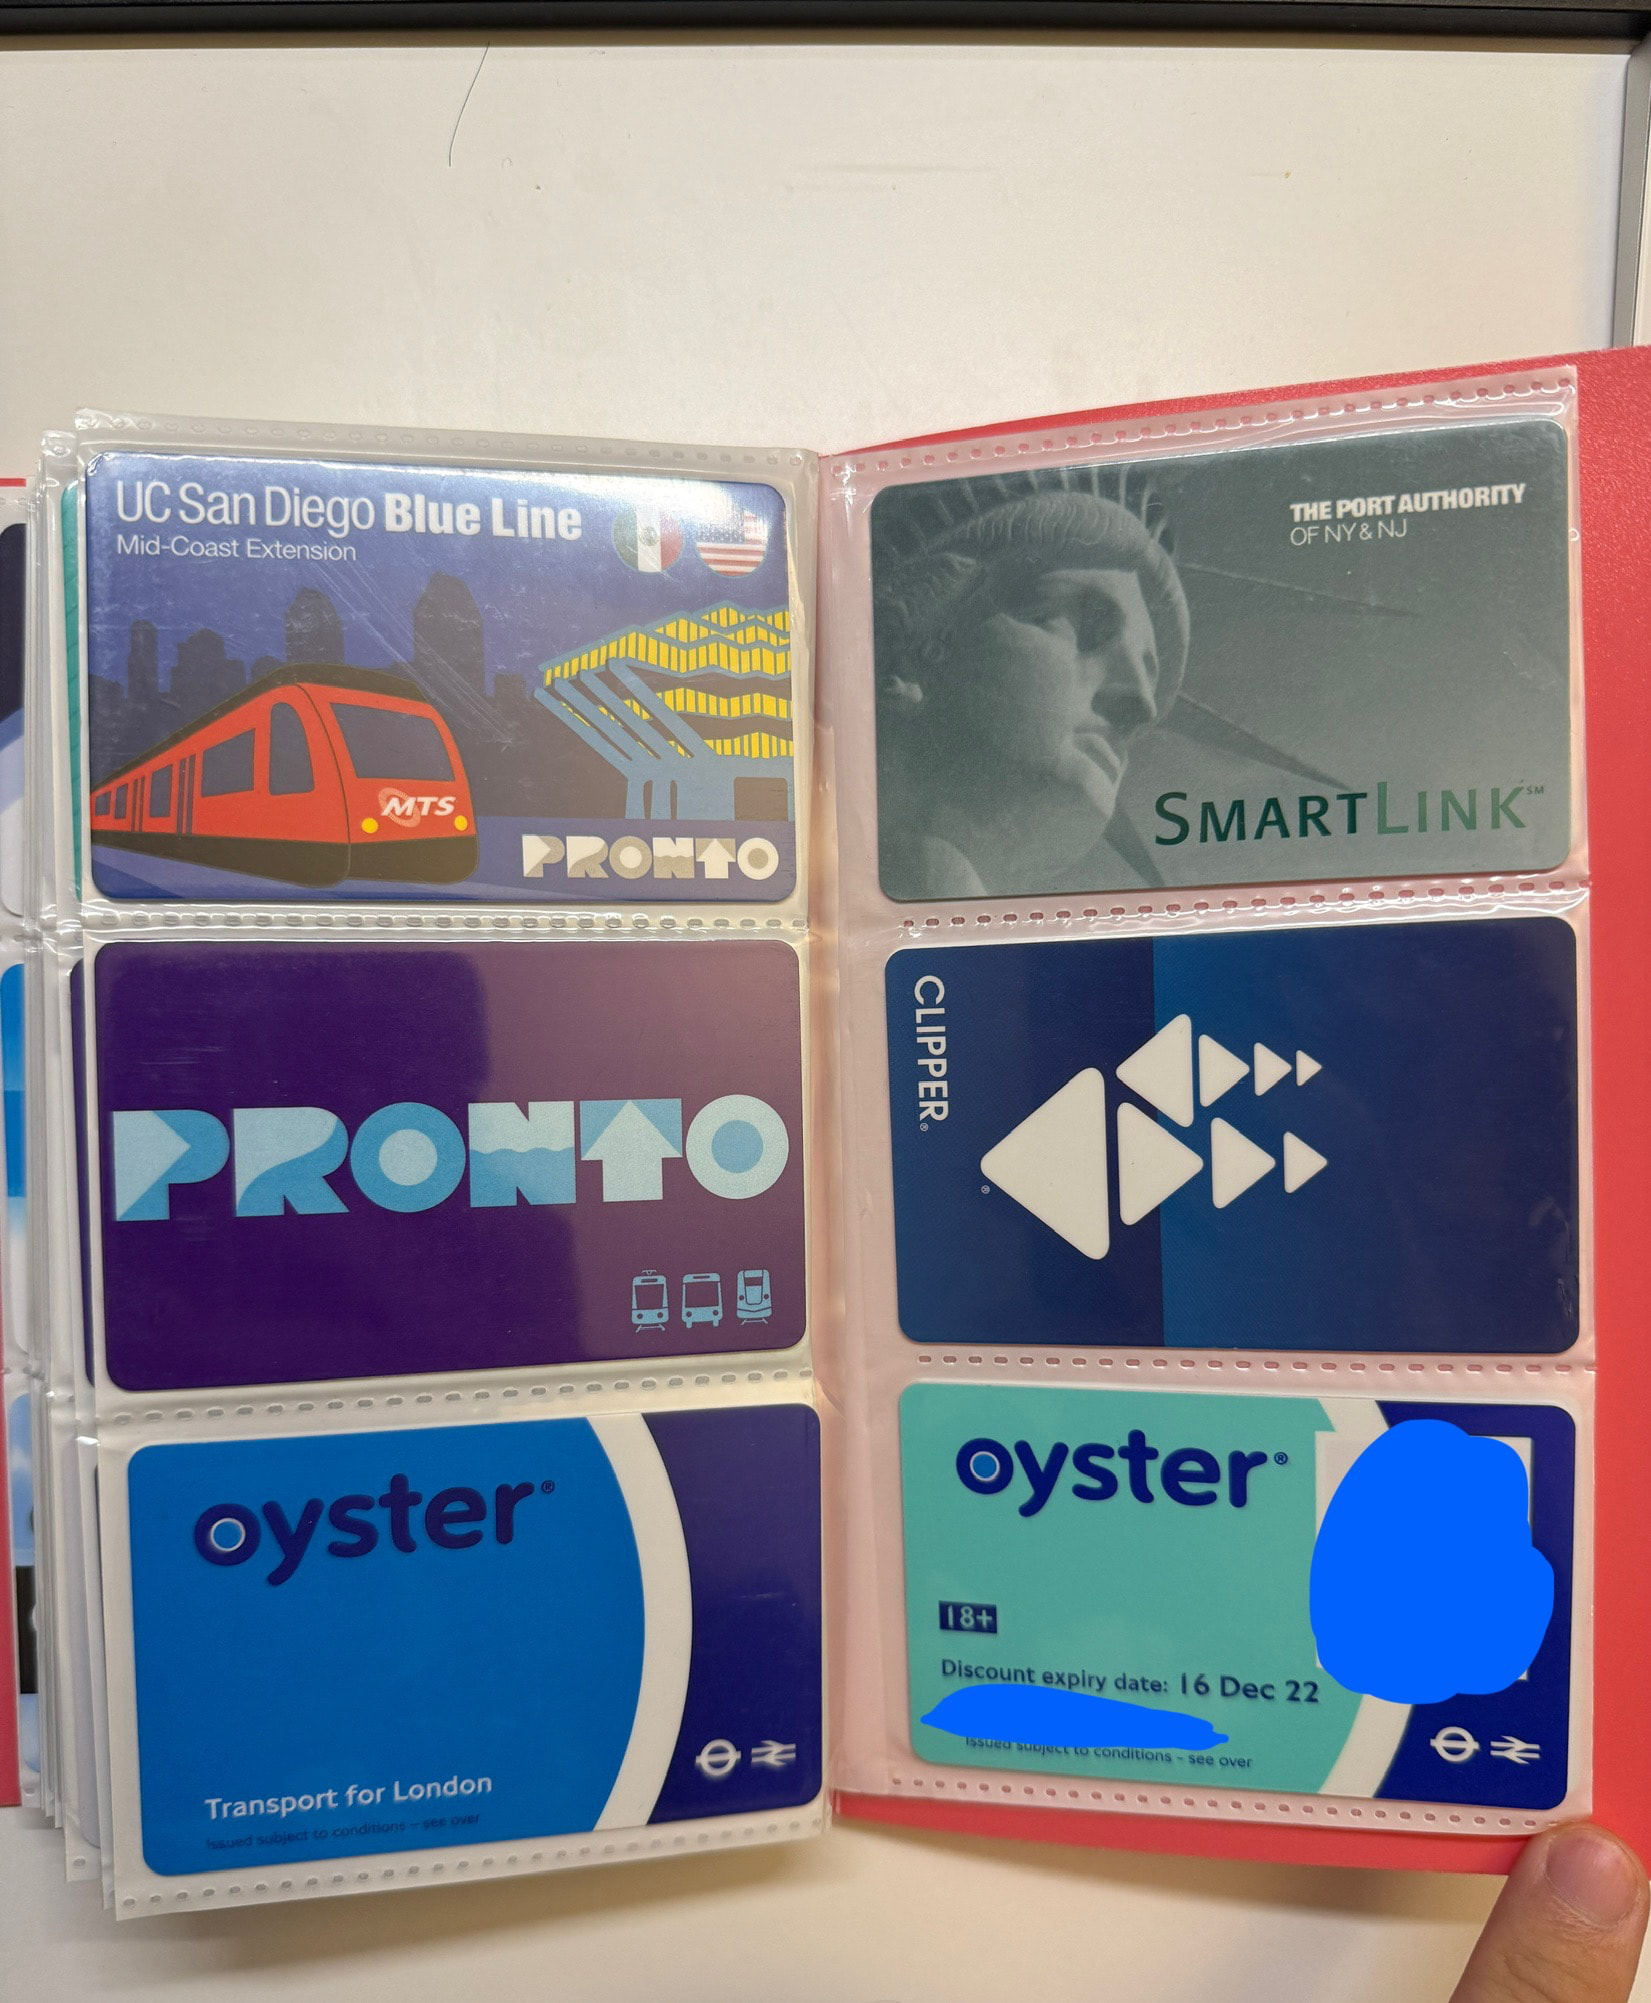 UC San Diego Blue Line
Mid-Coast Extension
MTS
PRONTO
PRONTO
oyster®
Transport for London
Issued subject to conditions – see over
THE PORT AUTHORITY
OF NY & NJ
SMARTLINK℠
CLIPPER®
®
oyster®
18+
Discount expiry date: 16 Dec 22
Issued subject to conditions – see over